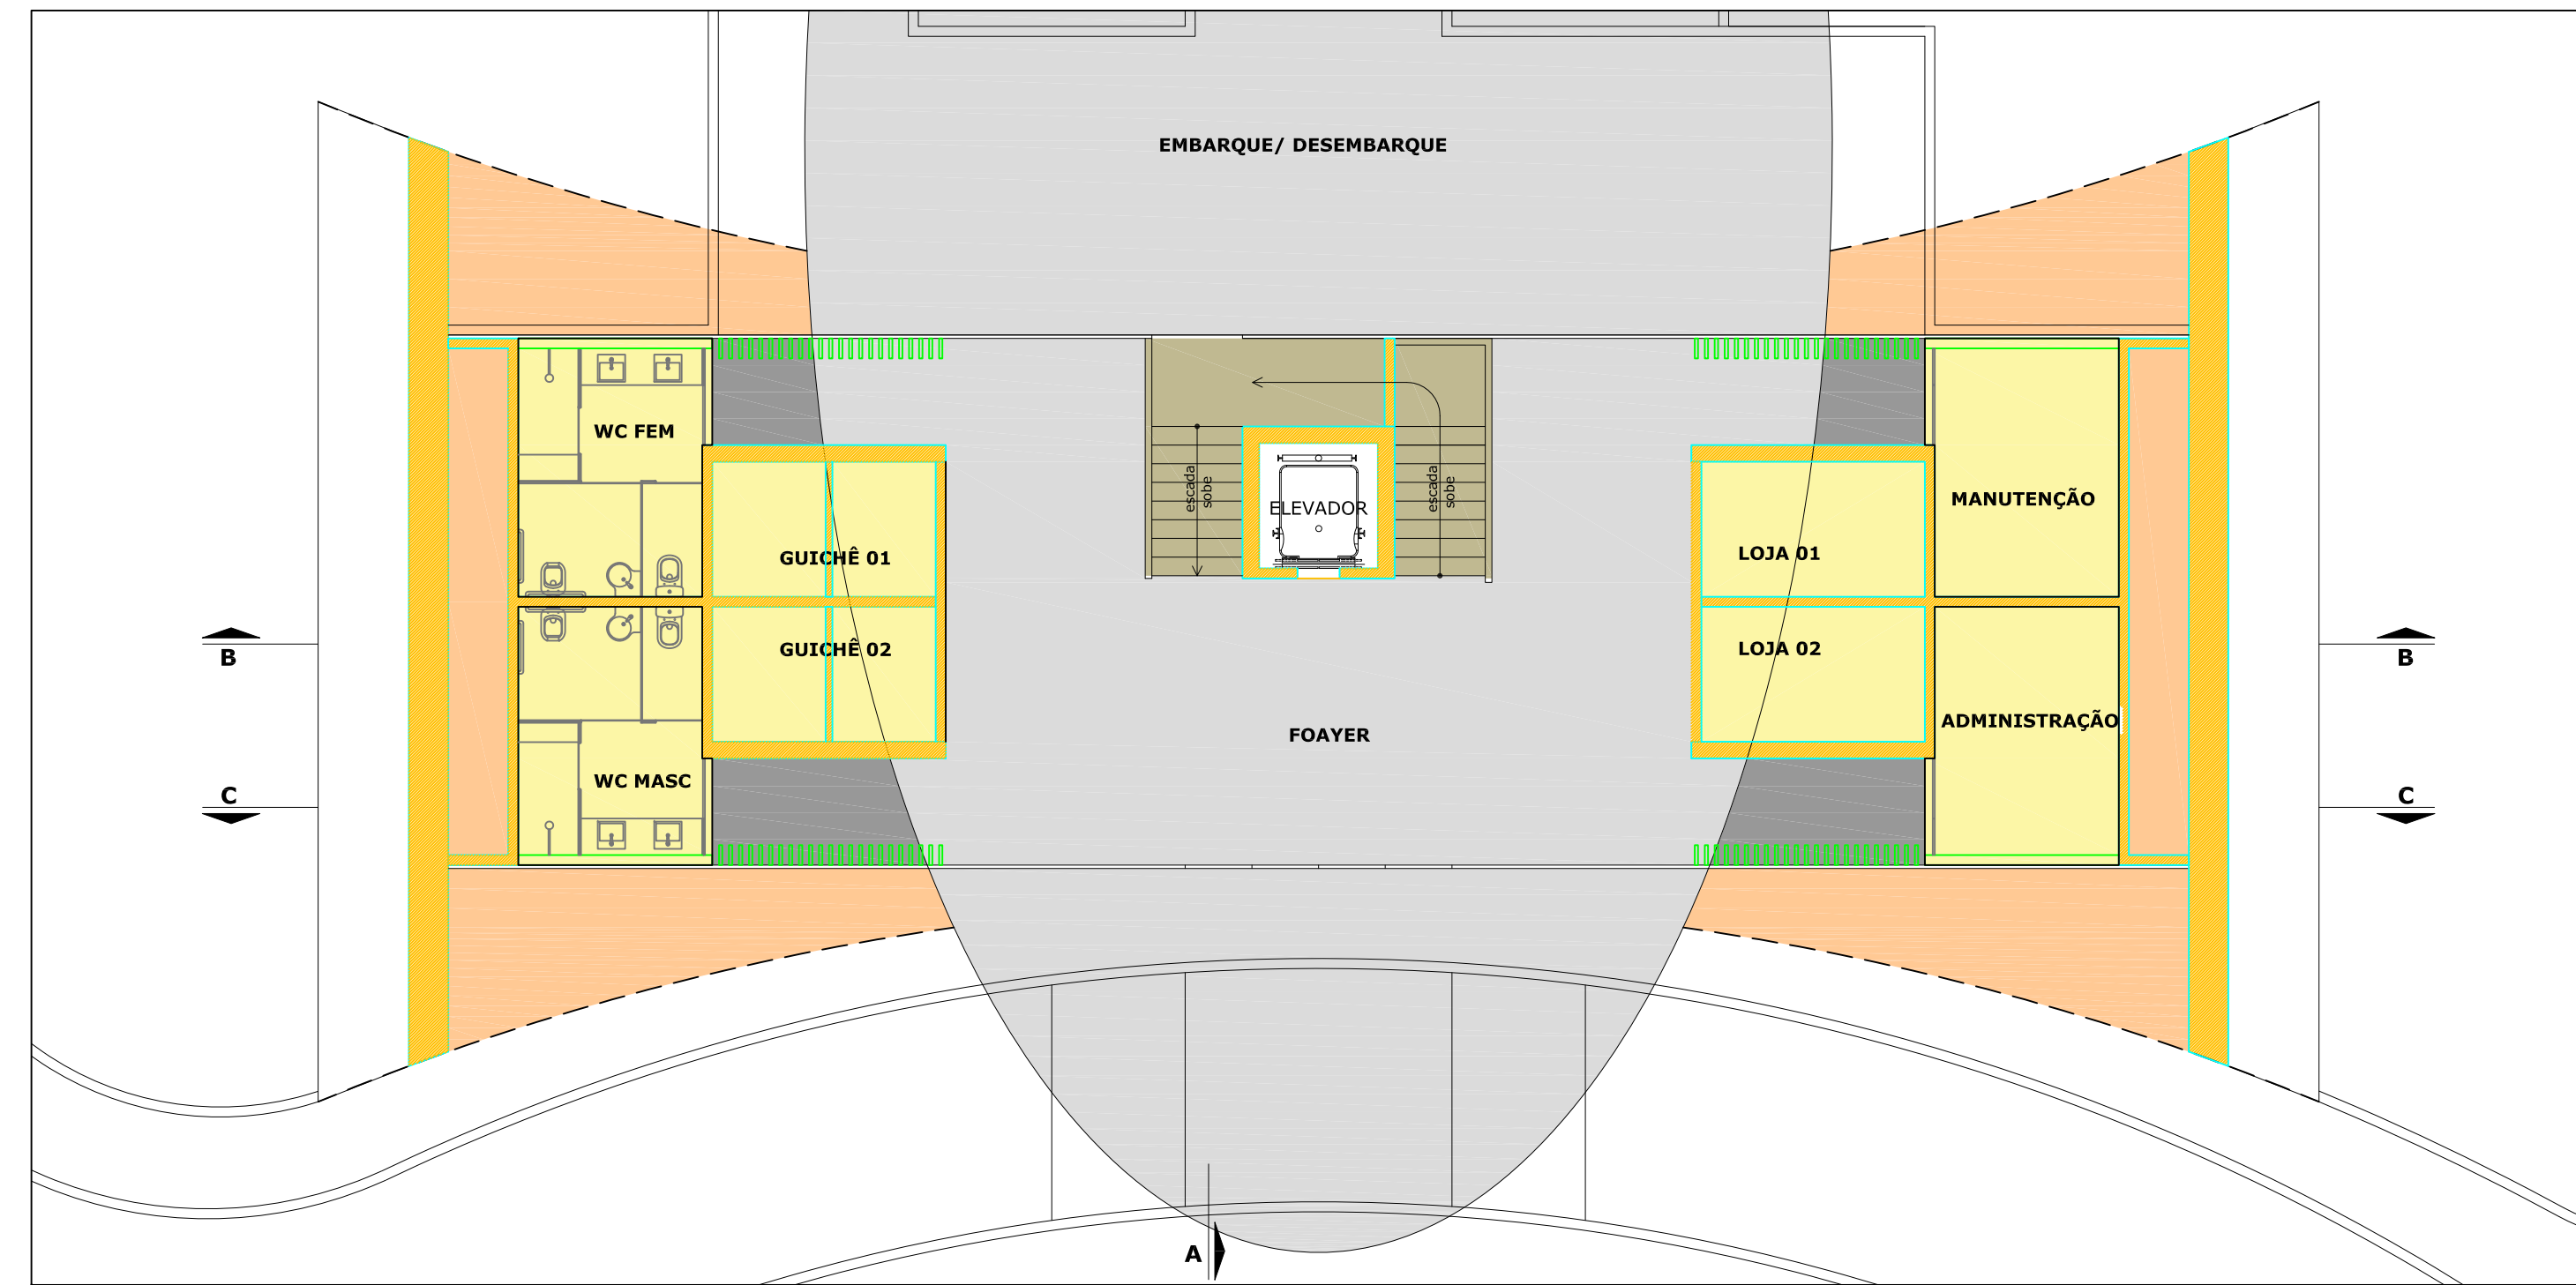 EMBARQUE/ DESEMBARQUE
WC FEM
escada
sobe
ELEVADOR
escada
sobe
MANUTENÇÃO
GUICHÊ 01
LOJA 01
GUICHÊ 02
LOJA 02
B
B
ADMINISTRAÇÃO
FOAYER
WC MASC
C
C
A